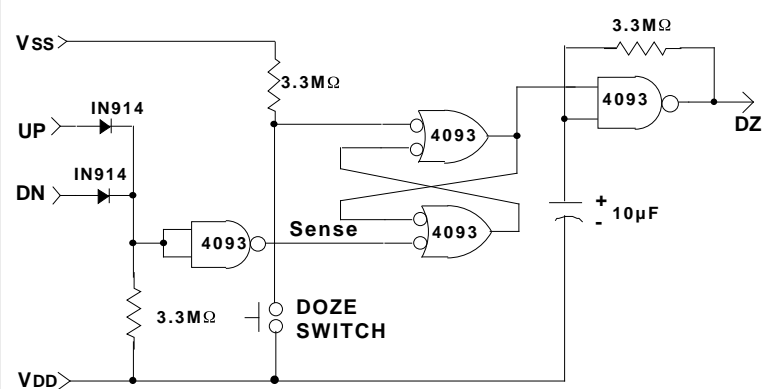 VSS
3.3MΩ
IN914
UP
IN914
DN
4093
Sense
3.3MΩ
VDD
DOZE
SWITCH
4093
4093
3.3MΩ
4093
DZ
+
-
10µF